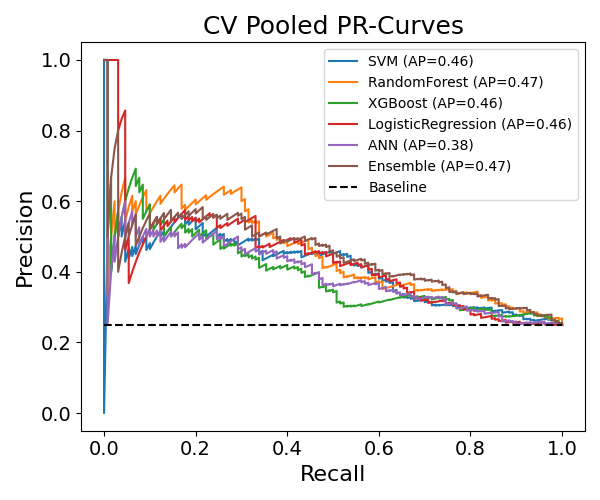 CV Pooled PR-Curves
SVM (AP=0.46)
RandomForest (AP=0.47)
XGBoost (AP=0.46)
LogisticRegression (AP=0.46)
ANN (AP=0.38)
Ensemble (AP=0.47)
Baseline
Precision
1.0
0.8
0.6
0.4
0.2
0.0
0.0 0.2 0.4 0.6 0.8 1.0
Recall